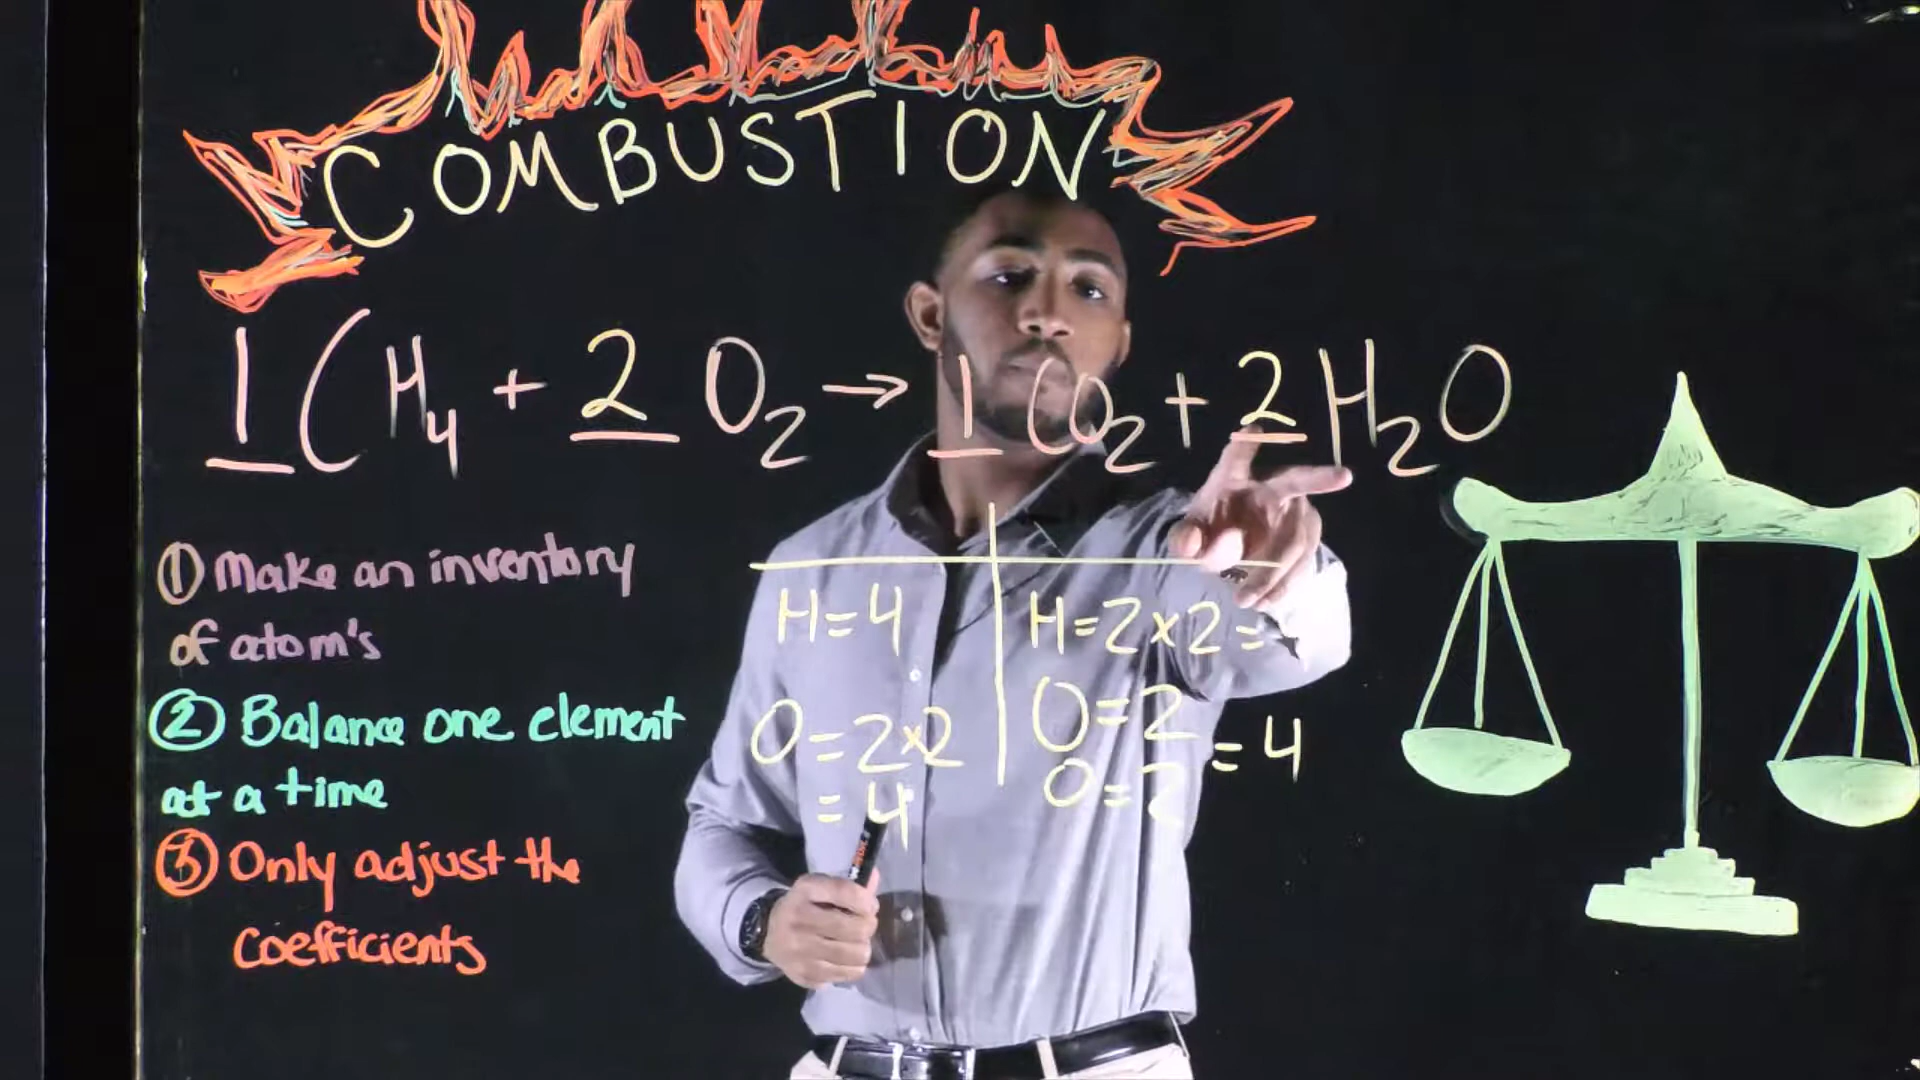 COMBUSTION
1 CH4 + 2 O2 → 1 CO2 + 2 H2O
① Make an inventory
of atom's
② Balance one element
at a time
③ Only adjust the
coefficients
H=4
O=2x2
=4
H=2x2=
O=2
O=2
=4